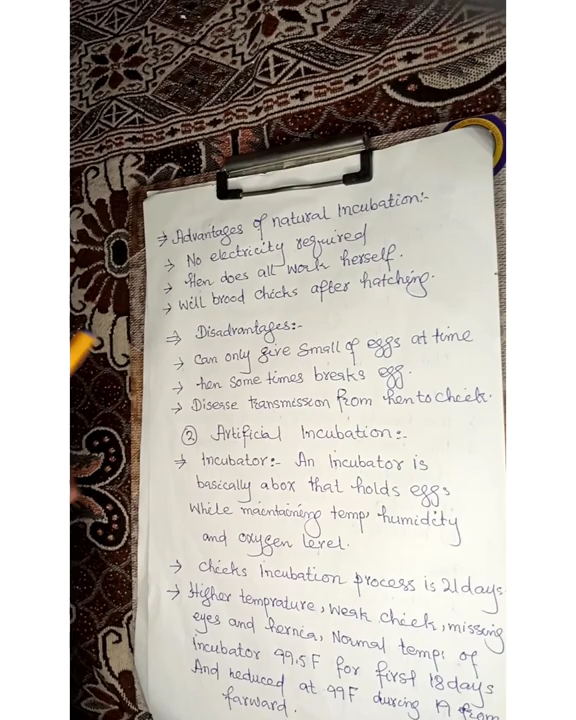 ⇒ Advantages of natural Incubation:-
→ No electricity required
→ Hen does all work herself.
→ Will brood chicks after hatching.
⇒ Disadvantages:-
→ Can only give Small of eggs at time
→ hen some times breaks egg.
→ Disease transmission from hen to chick.
② Artificial Incubation:-
→ Incubator:- An Incubator is
basically a box that holds eggs
While maintaining temp, humidity
and oxygen level.
→ Chicks Incubation process is 21 days
→ Higher temprature, Weak chick, missing
eyes and hernia, Normal temp: of
incubator 99.5 F for first 18 days
And reduced at 99 F during 19 from
farward.